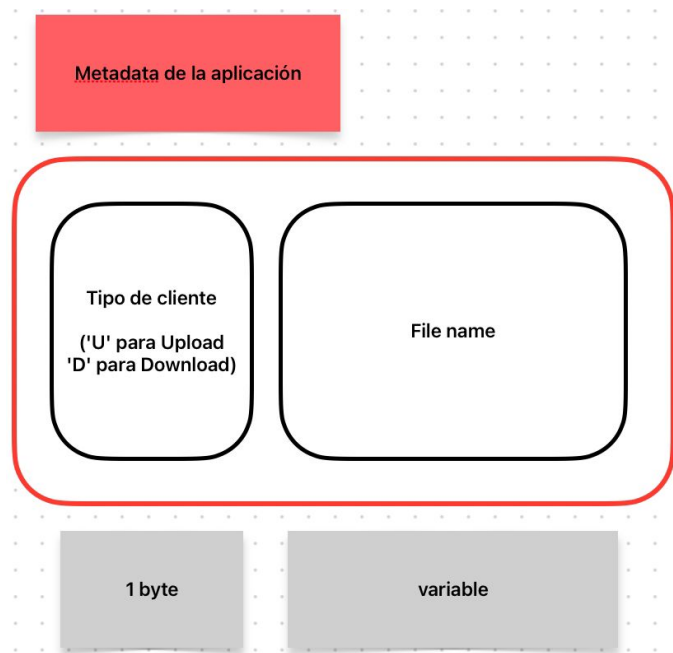 Metadata de la aplicación
Tipo de cliente
('U' para Upload
'D' para Download)
File name
1 byte
variable